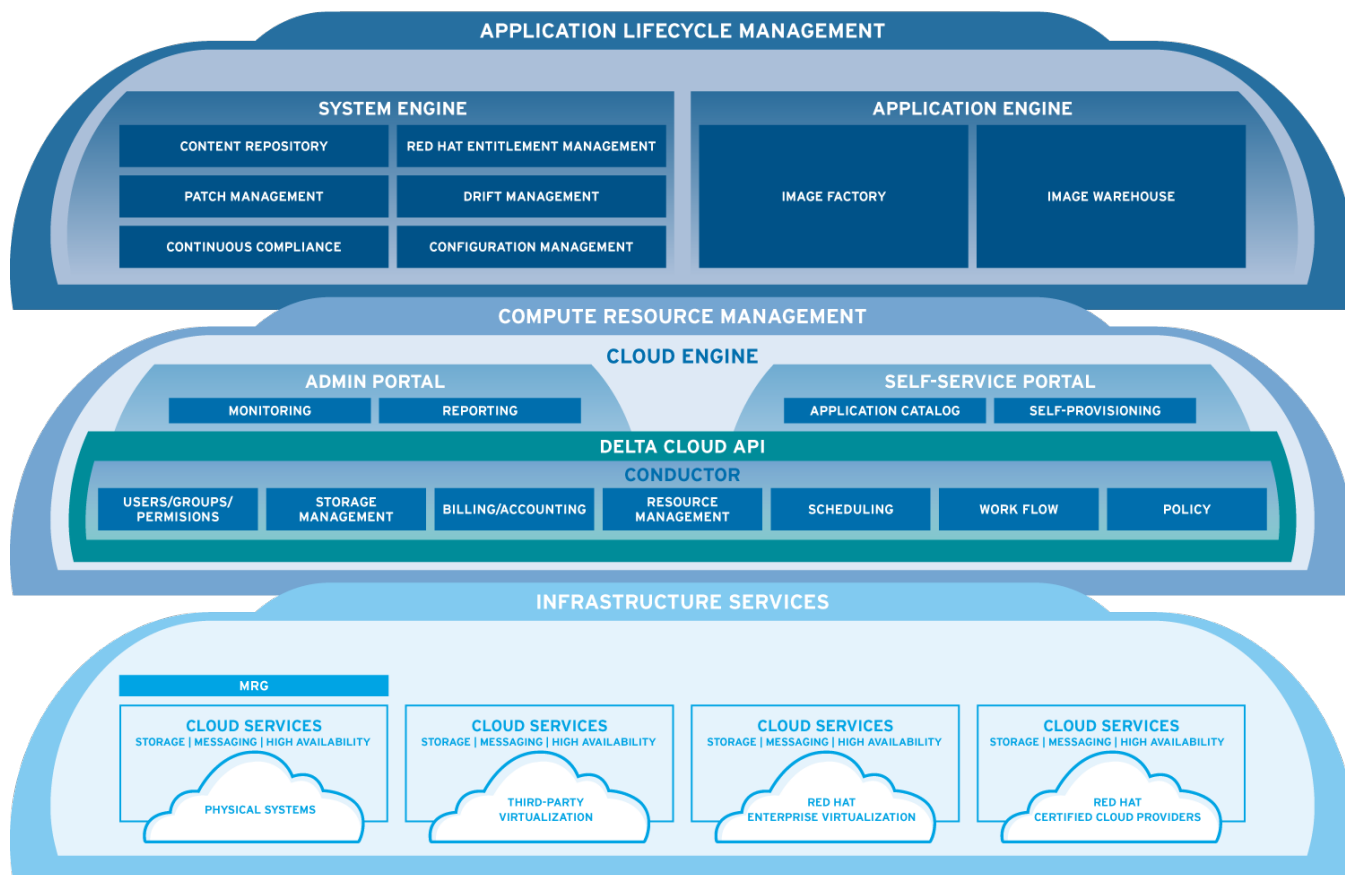 APPLICATION LIFECYCLE MANAGEMENT
SYSTEM ENGINE
CONTENT REPOSITORY
RED HAT ENTITLEMENT MANAGEMENT
PATCH MANAGEMENT
DRIFT MANAGEMENT
CONTINUOUS COMPLIANCE
CONFIGURATION MANAGEMENT
APPLICATION ENGINE
IMAGE FACTORY
IMAGE WAREHOUSE
COMPUTE RESOURCE MANAGEMENT
CLOUD ENGINE
ADMIN PORTAL
MONITORING
REPORTING
SELF-SERVICE PORTAL
APPLICATION CATALOG
SELF-PROVISIONING
DELTA CLOUD API
CONDUCTOR
USERS/GROUPS/
PERMISIONS
STORAGE
MANAGEMENT
BILLING/ACCOUNTING
RESOURCE
MANAGEMENT
SCHEDULING
WORK FLOW
POLICY
INFRASTRUCTURE SERVICES
MRG
CLOUD SERVICES
STORAGE | MESSAGING | HIGH AVAILABILITY
PHYSICAL SYSTEMS
CLOUD SERVICES
STORAGE | MESSAGING | HIGH AVAILABILITY
THIRD-PARTY
VIRTUALIZATION
CLOUD SERVICES
STORAGE | MESSAGING | HIGH AVAILABILITY
RED HAT
ENTERPRISE VIRTUALIZATION
CLOUD SERVICES
STORAGE | MESSAGING | HIGH AVAILABILITY
RED HAT
CERTIFIED CLOUD PROVIDERS